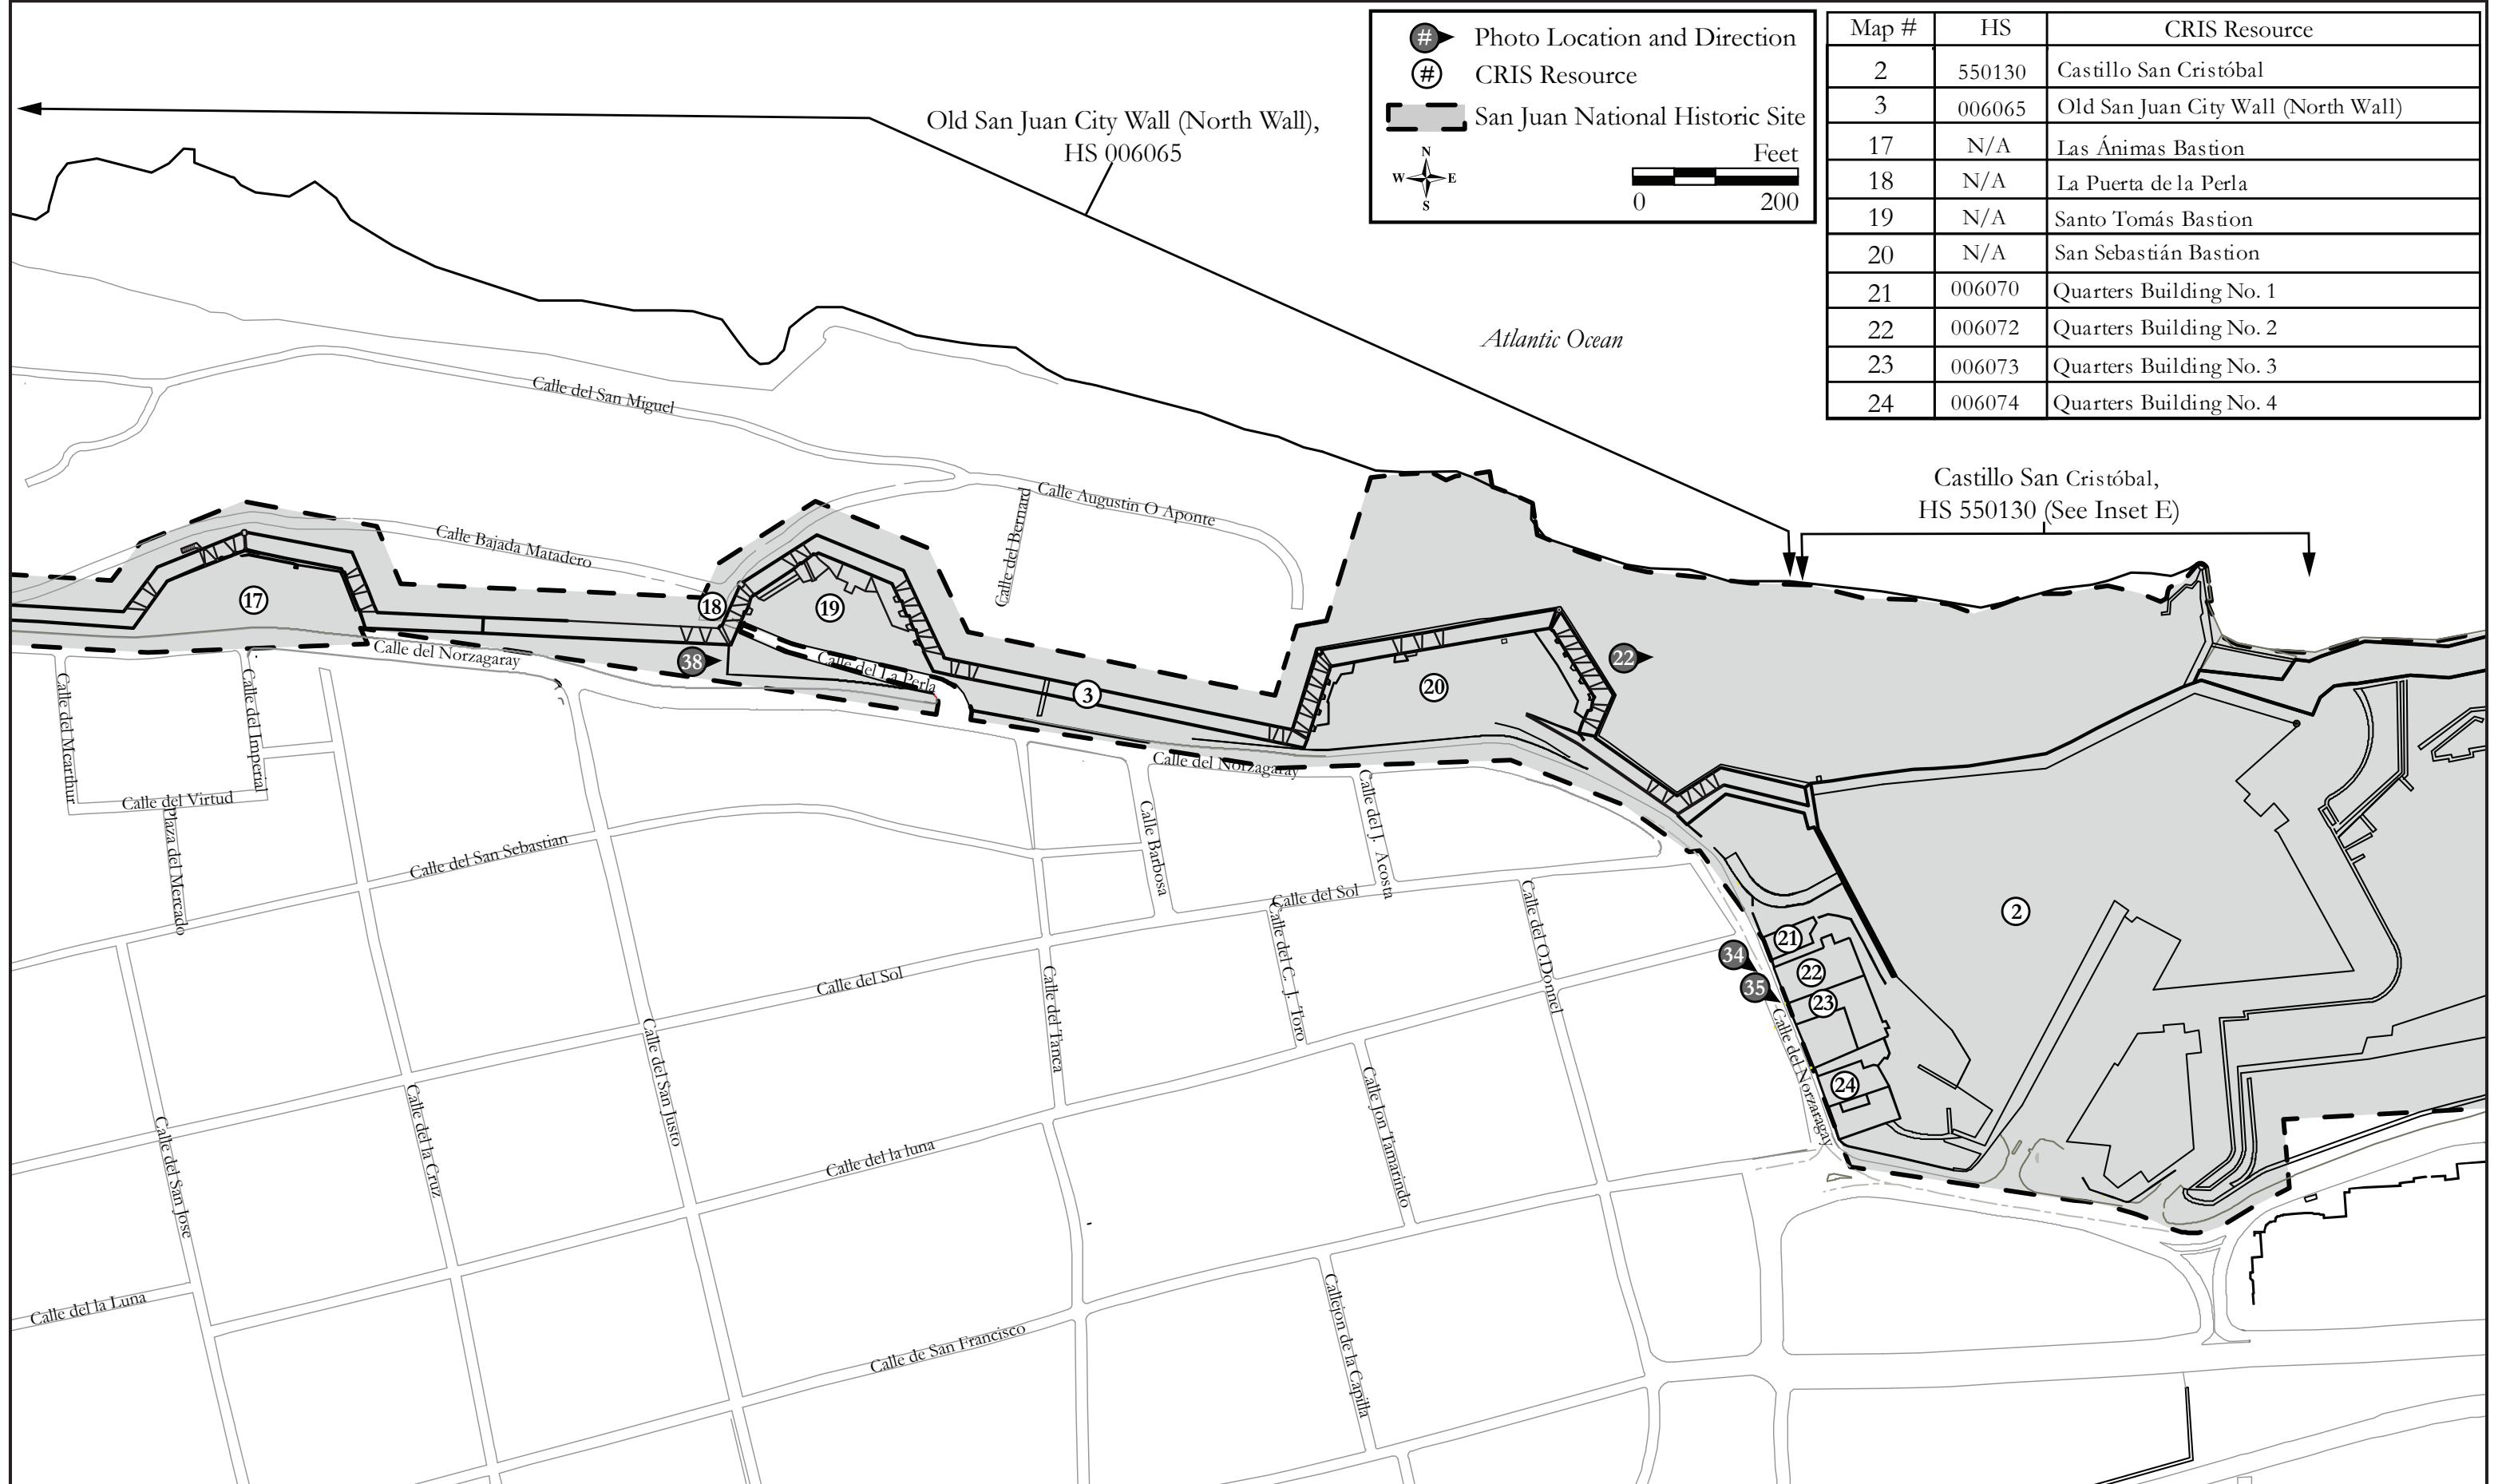 #
Photo Location and Direction
#
CRIS Resource
San Juan National Historic Site
N
W E
S
Feet
0 200
Map # HS CRIS Resource
2 550130 Castillo San Cristóbal
3 006065 Old San Juan City Wall (North Wall)
17 N/A Las Ánimas Bastion
18 N/A La Puerta de la Perla
19 N/A Santo Tomás Bastion
20 N/A San Sebastián Bastion
21 006070 Quarters Building No. 1
22 006072 Quarters Building No. 2
23 006073 Quarters Building No. 3
24 006074 Quarters Building No. 4
Old San Juan City Wall (North Wall),
HS 006065
Atlantic Ocean
Castillo San Cristóbal,
HS 550130 (See Inset E)
Calle del San Miguel
Calle Augustin O Aponte
Calle del Bernard
Calle Bajada Matadero
17
18
19
38
22
20
3
Calle del La Perla
Calle del Norzagaray
Calle del Norzagaray
Calle del Mcarthur
Calle del Imperial
Calle del Virtud
Plaza del Mercado
Calle del San Sebastian
Calle Barbosa
Calle del J. Acosta
Calle del Sol
Calle del C. J. Toro
Calle del O.Donnel
2
21
34
22
35
23
24
Calle del Norzaragay
Calle del Sol
Calle del Tanca
Calle del San Justo
Calle del la Cruz
Calle del San Jose
Calle del la luna
Calle Jon Tamarindo
Calle del la Luna
Calle de San Francisco
Callejon de la Capilla